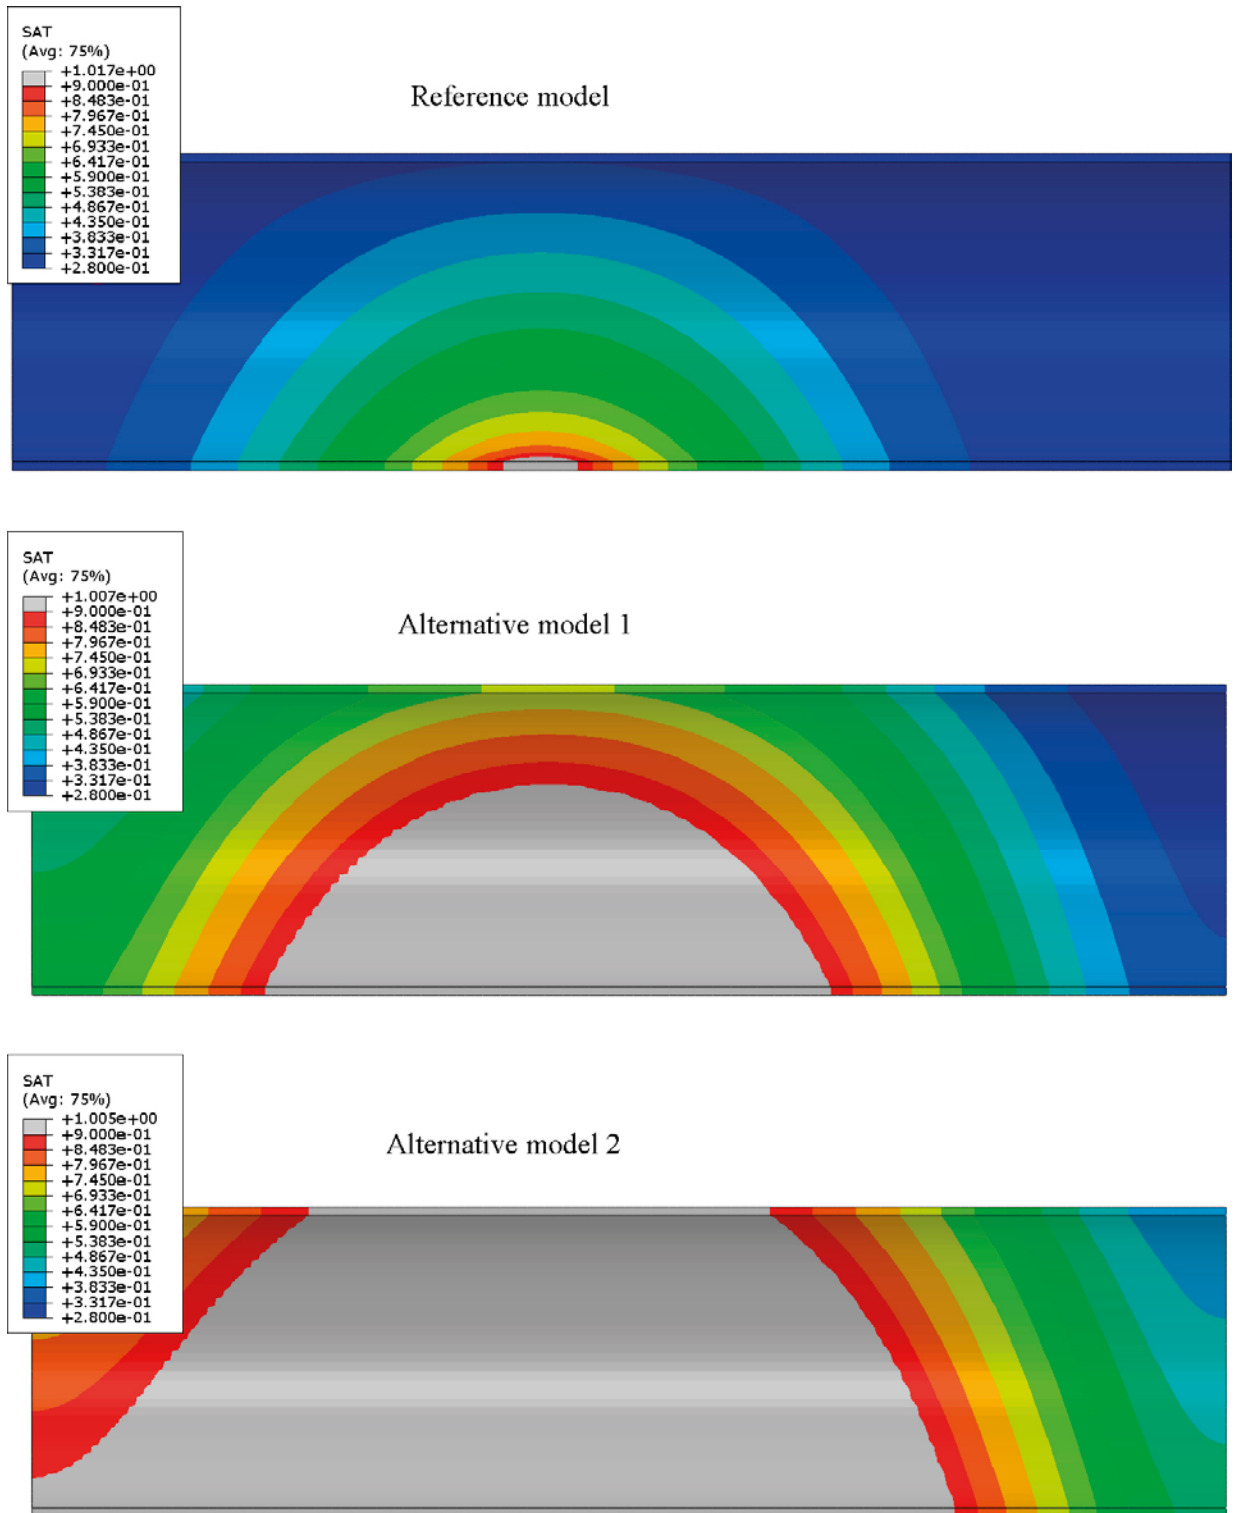 SAT
(Avg: 75%)
+1.017e+00
+9.000e-01
+8.483e-01
+7.967e-01
+7.450e-01
+6.933e-01
+6.417e-01
+5.900e-01
+5.383e-01
+4.867e-01
+4.350e-01
+3.833e-01
+3.317e-01
+2.800e-01
Reference model
SAT
(Avg: 75%)
+1.007e+00
+9.000e-01
+8.483e-01
+7.967e-01
+7.450e-01
+6.933e-01
+6.417e-01
+5.900e-01
+5.383e-01
+4.867e-01
+4.350e-01
+3.833e-01
+3.317e-01
+2.800e-01
Alternative model 1
SAT
(Avg: 75%)
+1.005e+00
+9.000e-01
+8.483e-01
+7.967e-01
+7.450e-01
+6.933e-01
+6.417e-01
+5.900e-01
+5.383e-01
+4.867e-01
+4.350e-01
+3.833e-01
+3.317e-01
+2.800e-01
Alternative model 2